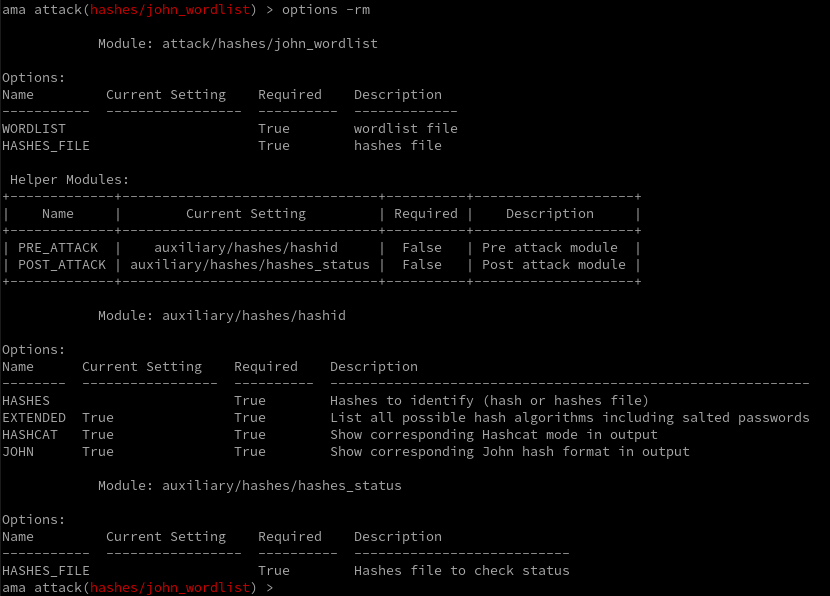 ama attack(hashes/john_wordlist) > options -rm
Module: attack/hashes/john_wordlist
Options:
Name         Current Setting    Required    Description
-----------  -----------------  ----------  -------------
WORDLIST                        True        wordlist file
HASHES_FILE                     True        hashes file
Helper Modules:
+-------------+--------------------------------+----------+--------------------+
|    Name     |        Current Setting         | Required |    Description     |
+-------------+--------------------------------+----------+--------------------+
| PRE_ATTACK  |    auxiliary/hashes/hashid     |  False   | Pre attack module  |
| POST_ATTACK | auxiliary/hashes/hashes_status |  False   | Post attack module |
+-------------+--------------------------------+----------+--------------------+
Module: auxiliary/hashes/hashid
Options:
Name      Current Setting    Required    Description
--------  -----------------  ----------  ------------------------------------------------------------
HASHES                       True        Hashes to identify (hash or hashes file)
EXTENDED  True               True        List all possible hash algorithms including salted passwords
HASHCAT   True               True        Show corresponding Hashcat mode in output
JOHN      True               True        Show corresponding John hash format in output
Module: auxiliary/hashes/hashes_status
Options:
Name         Current Setting    Required    Description
-----------  -----------------  ----------  ---------------------------
HASHES_FILE                     True        Hashes file to check status
ama attack(hashes/john_wordlist) >